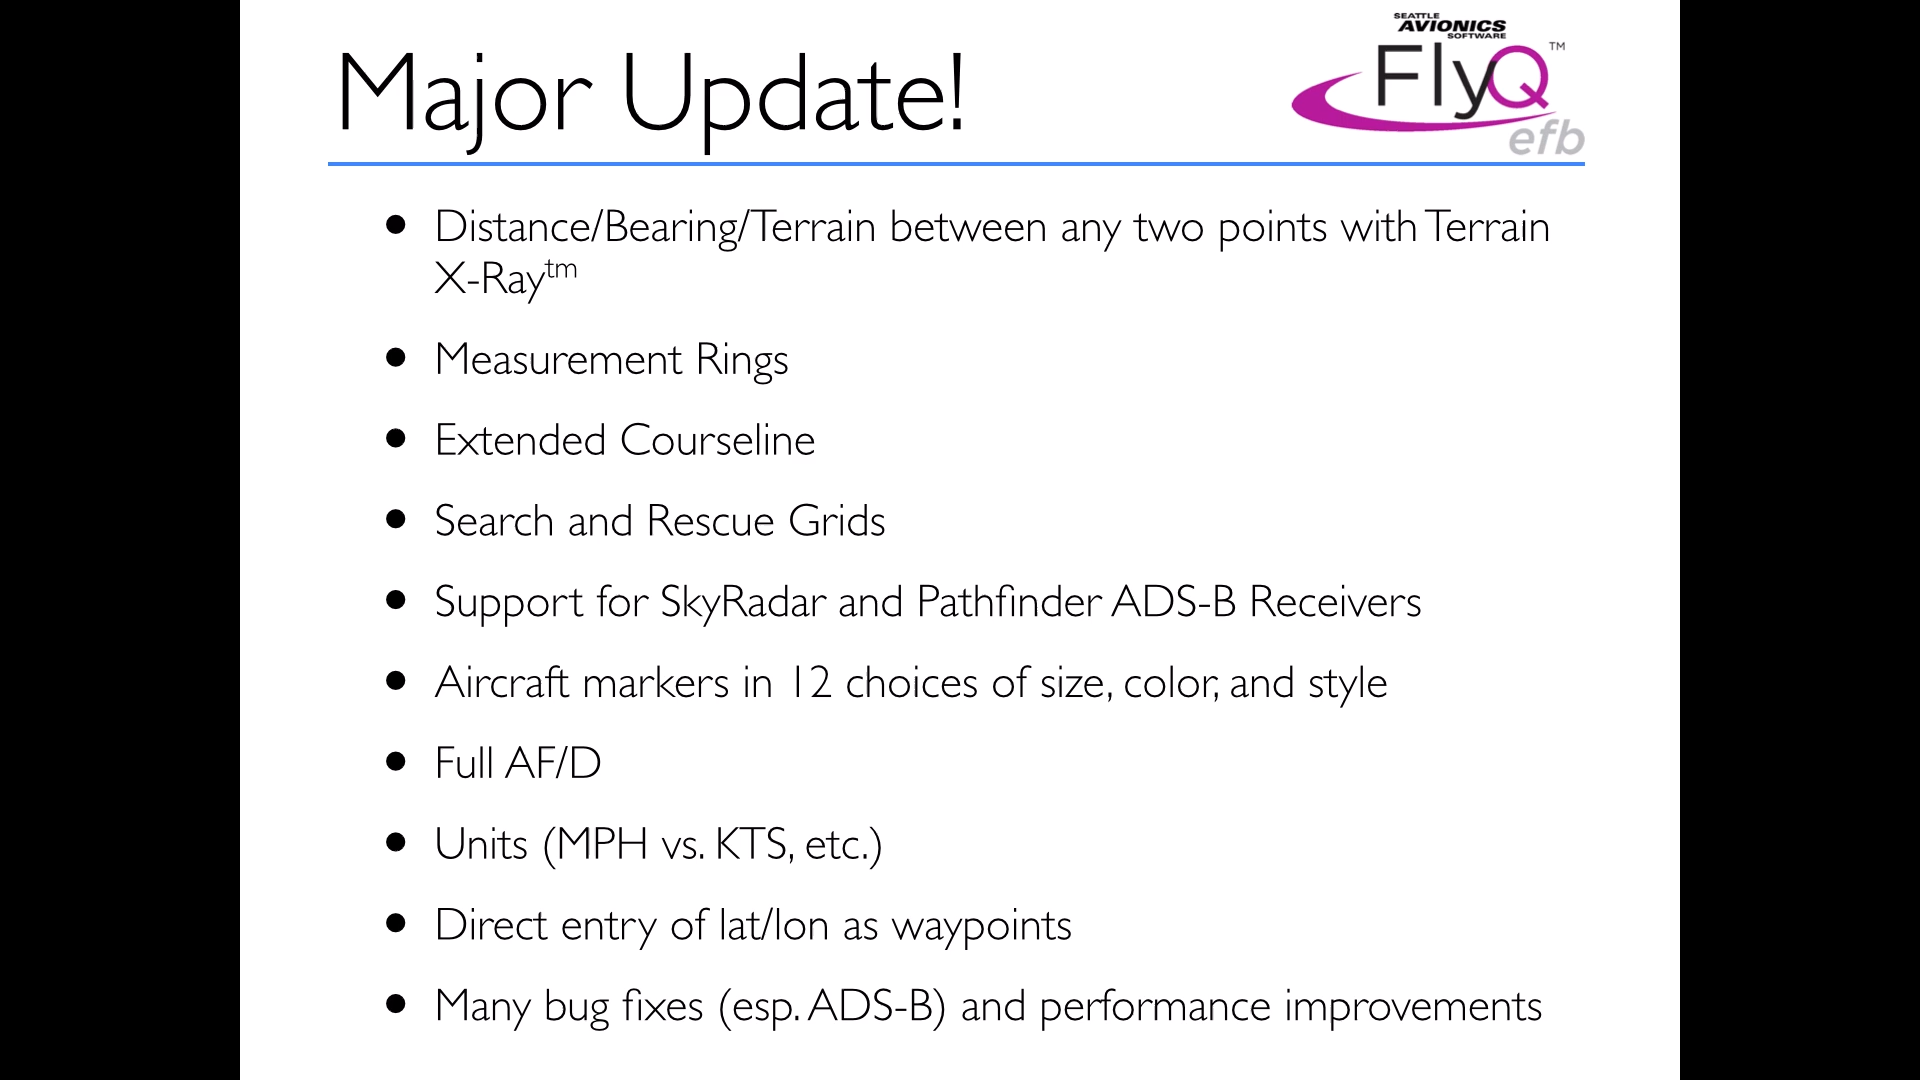 Major Update!
SEATTLE
AVIONICS
SOFTWARE
FlyQ™
efb
• Distance/Bearing/Terrain between any two points with Terrain
X-Raytm
• Measurement Rings
• Extended Courseline
• Search and Rescue Grids
• Support for SkyRadar and Pathfinder ADS-B Receivers
• Aircraft markers in 12 choices of size, color, and style
• Full AF/D
• Units (MPH vs. KTS, etc.)
• Direct entry of lat/lon as waypoints
• Many bug fixes (esp. ADS-B) and performance improvements